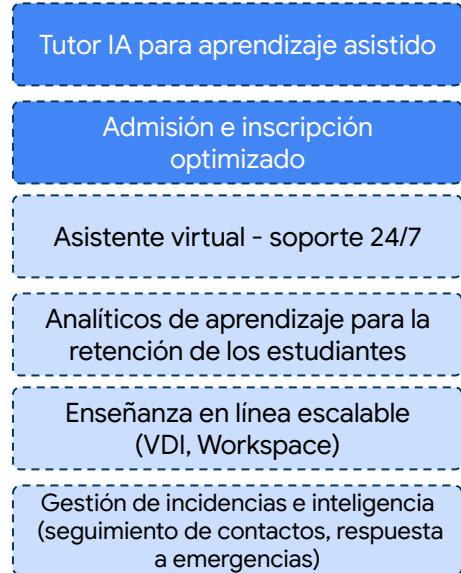 Tutor IA para aprendizaje asistido
Admisión e inscripción
optimizado
Asistente virtual - soporte 24/7
Analíticos de aprendizaje para la
retención de los estudiantes
Enseñanza en línea escalable
(VDI, Workspace)
Gestión de incidencias e inteligencia
(seguimiento de contactos, respuesta
a emergencias)